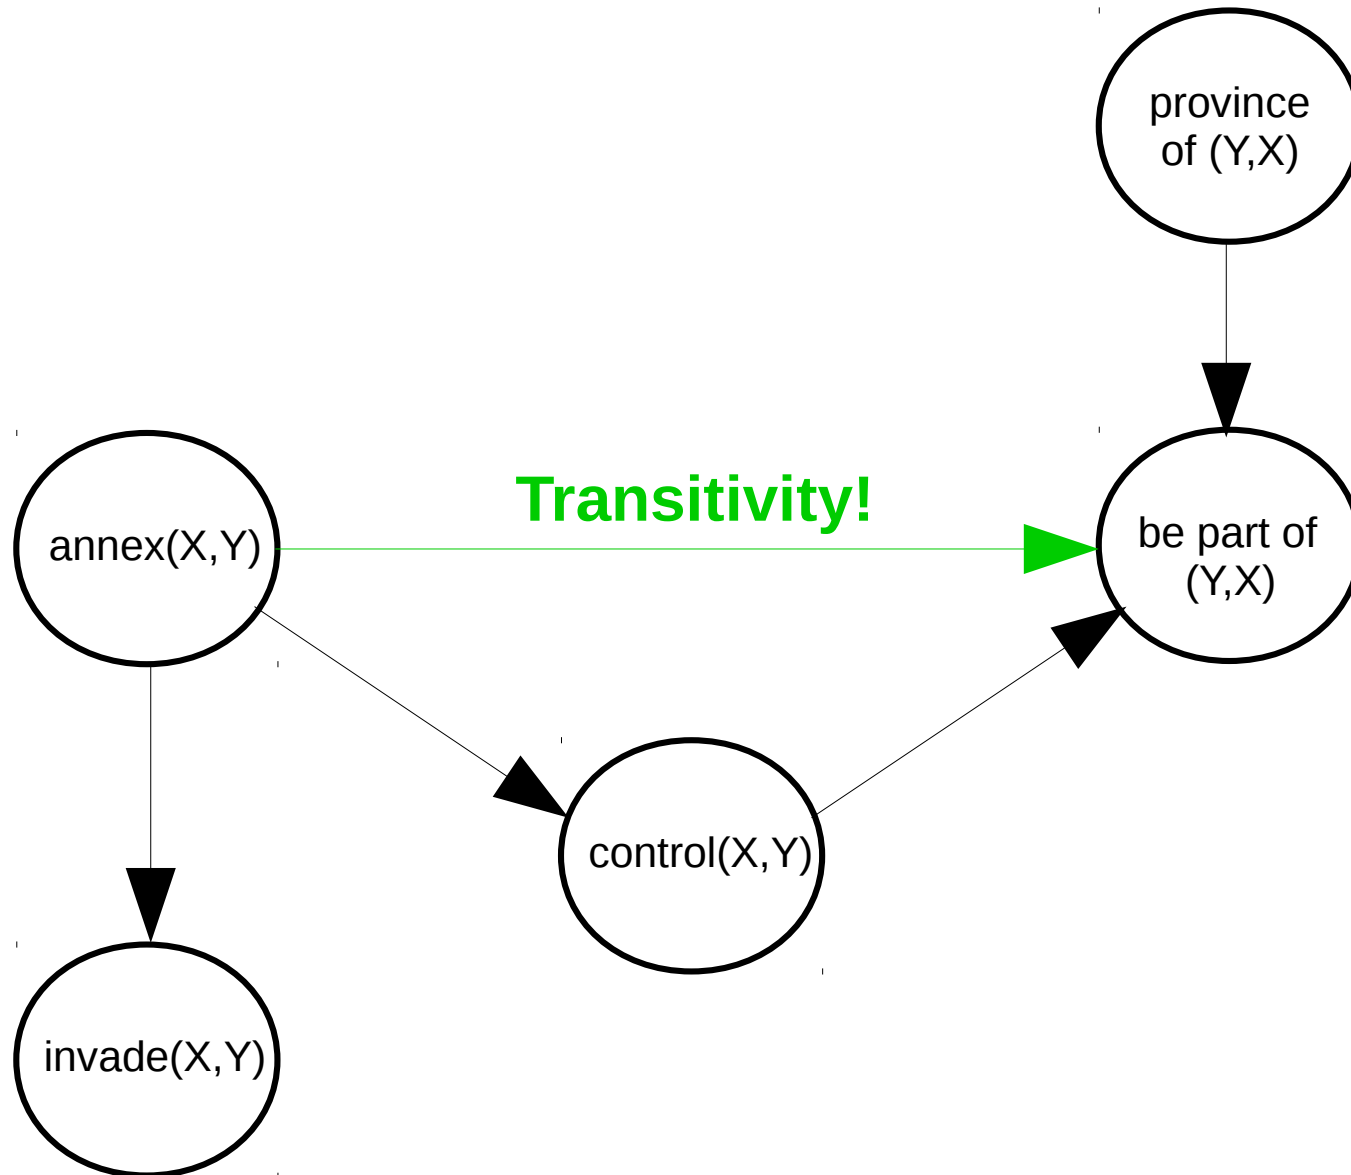 province
of (Y,X)
Transitivity!
annex(X,Y)
be part of
(Y,X)
control(X,Y)
invade(X,Y)